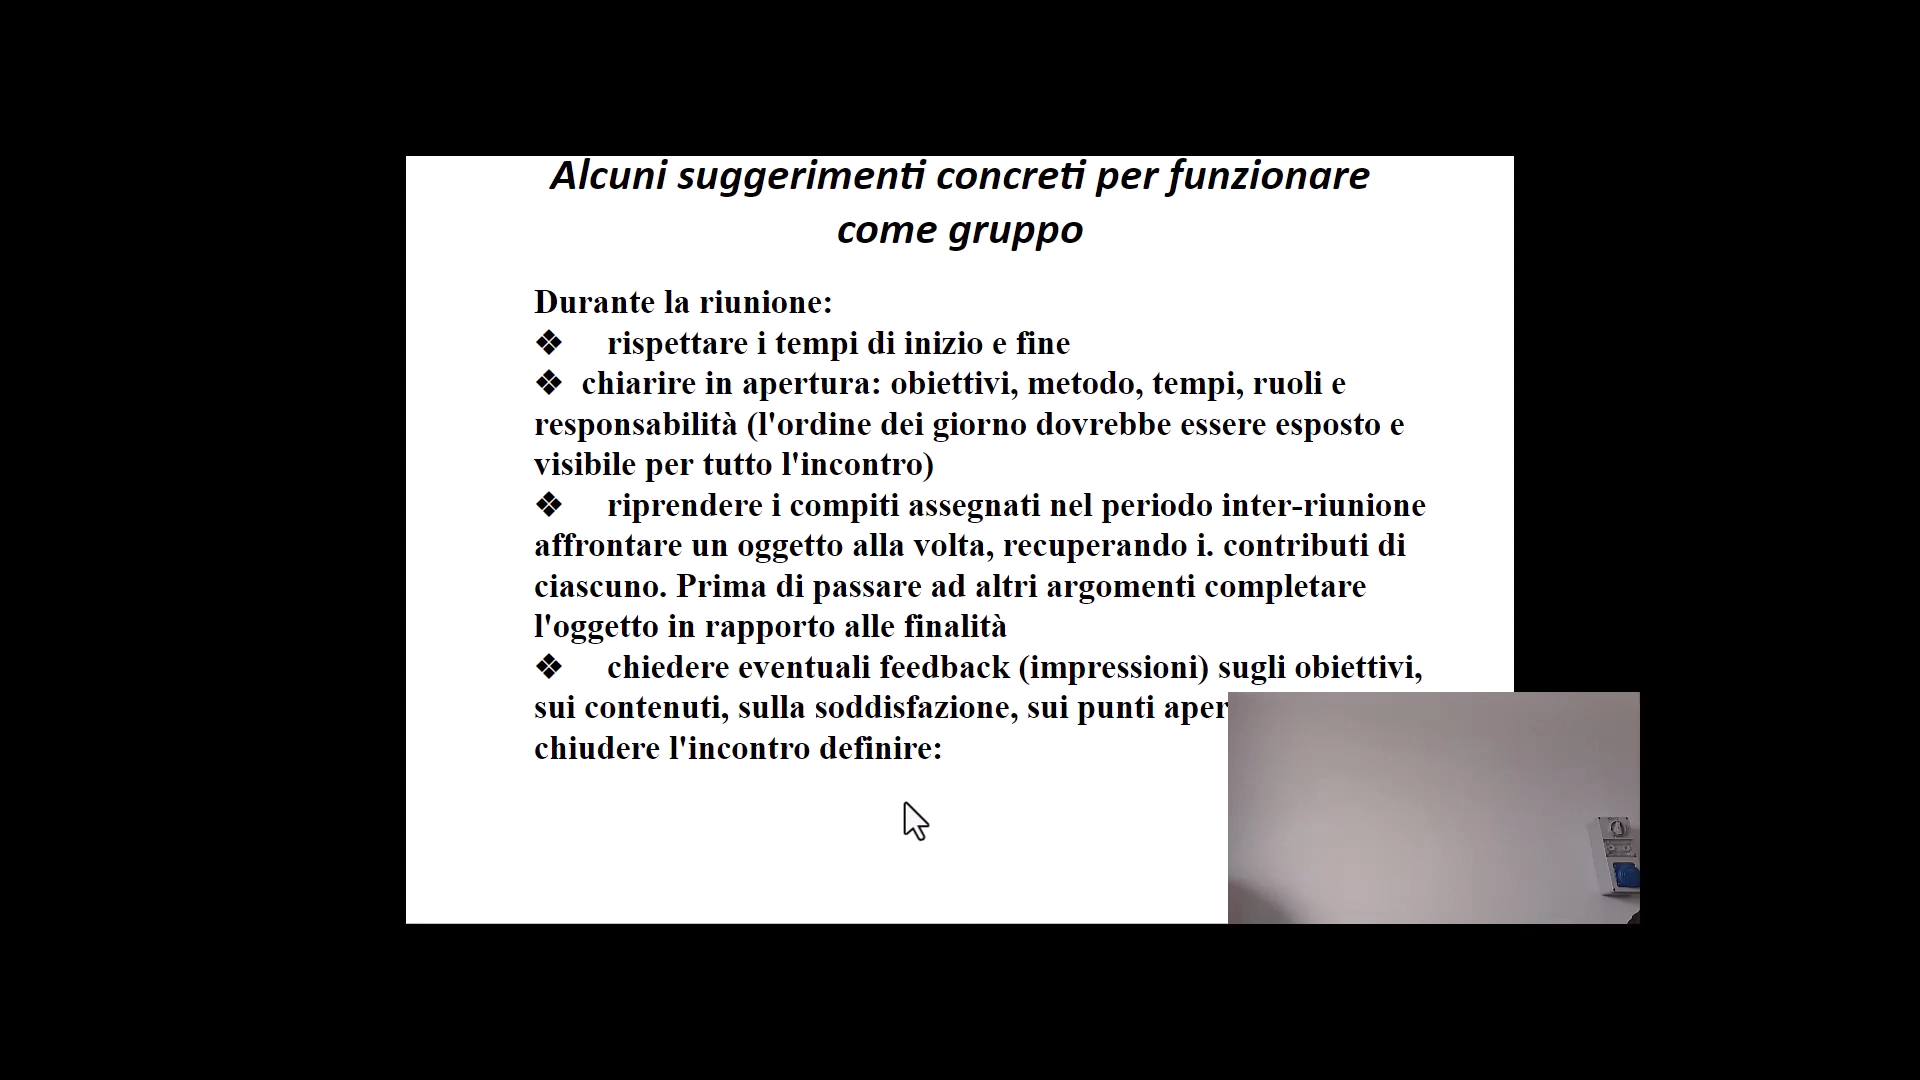 Alcuni suggerimenti concreti per funzionare
come gruppo
Durante la riunione:
❖ rispettare i tempi di inizio e fine
❖ chiarire in apertura: obiettivi, metodo, tempi, ruoli e
responsabilità (l'ordine dei giorno dovrebbe essere esposto e
visibile per tutto l'incontro)
❖ riprendere i compiti assegnati nel periodo inter-riunione
affrontare un oggetto alla volta, recuperando i. contributi di
ciascuno. Prima di passare ad altri argomenti completare
l'oggetto in rapporto alle finalità
❖ chiedere eventuali feedback (impressioni) sugli obiettivi,
sui contenuti, sulla soddisfazione, sui punti
chiudere l'incontro definire: